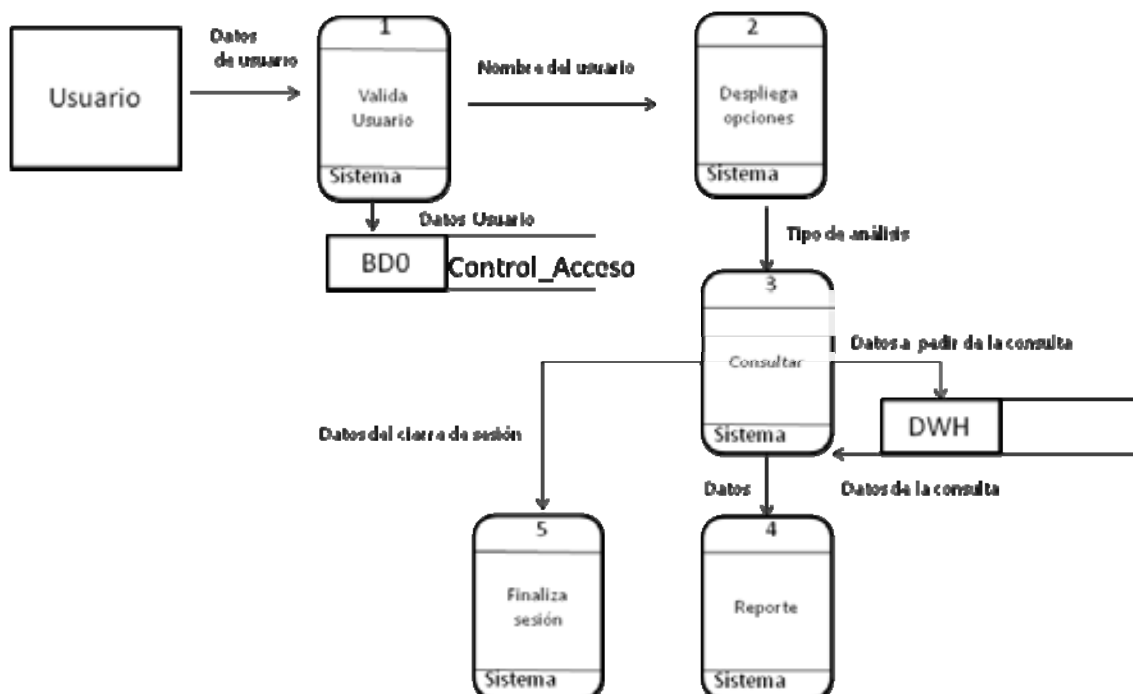 Usuario
Datos
de usuario
1
Valida
Usuario
Sistema
Nombre del usuario
2
Despliega
opciones
Sistema
Datos Usuario
BD0
Control_Acceso
Tipo de análisis
3
Consultar
Sistema
Datos a padir de la consulta
DWH
Datos de la consulta
Datos del cierra de sesión
Datos
5
Finaliza
sesión
Sistema
4
Reporte
Sistema